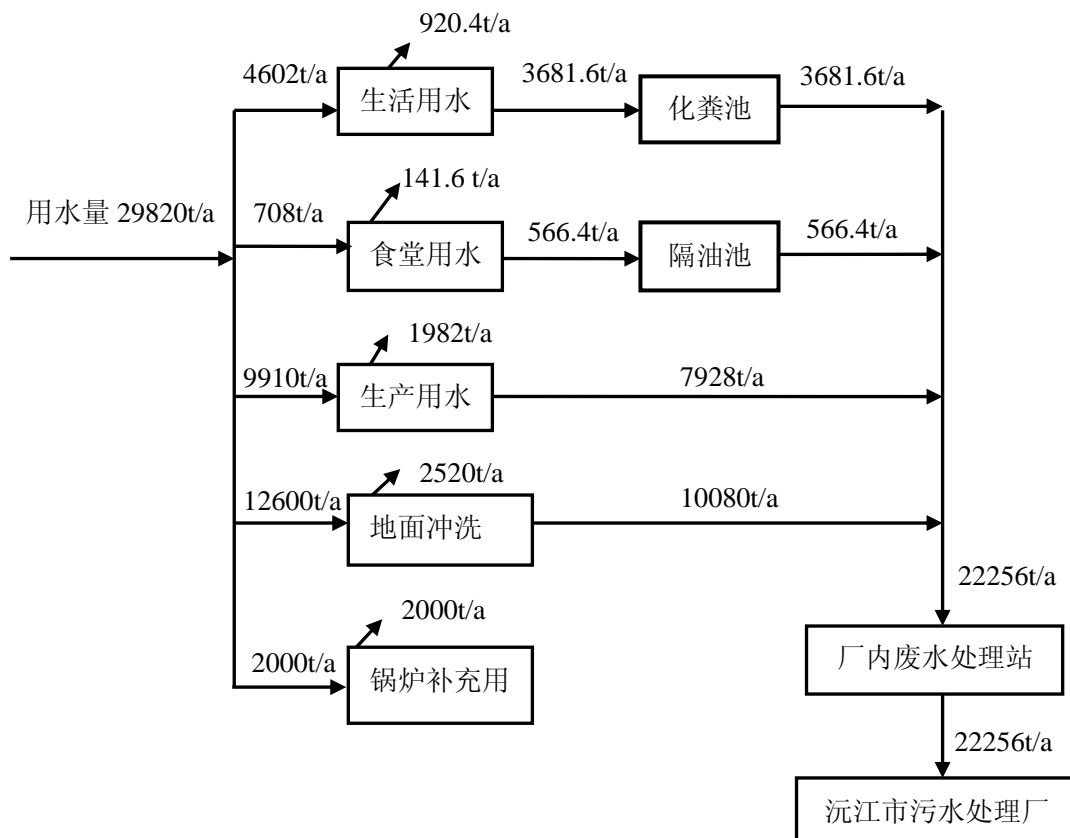 920.4t/a
4602t/a
生活用水
3681.6t/a
化粪池
3681.6t/a
用水量 29820t/a
141.6 t/a
708t/a
食堂用水
566.4t/a
隔油池
566.4t/a
1982t/a
9910t/a
生产用水
7928t/a
2520t/a
12600t/a
地面冲洗
10080t/a
22256t/a
2000t/a
2000t/a
锅炉补充用
厂内废水处理站
22256t/a
沅江市污水处理厂